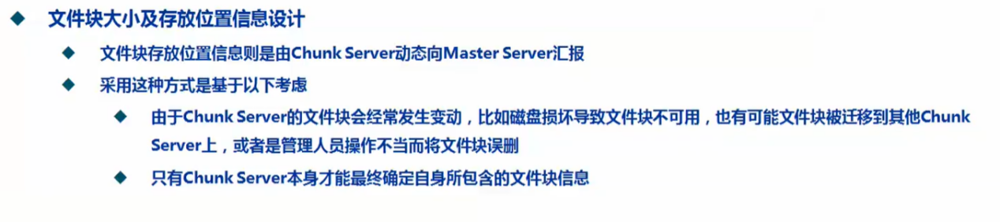 文件块大小及存放位置信息设计
文件块存放位置信息则是由Chunk Server动态向Master Server汇报
采用这种方式是基于以下考虑
由于Chunk Server的文件块会经常发生变动，比如磁盘损坏导致文件块不可用，也有可能文件块被迁移到其他Chunk
Server上，或者是管理人员操作不当而将文件块误删
只有Chunk Server本身才能最终确定自身所包含的文件块信息